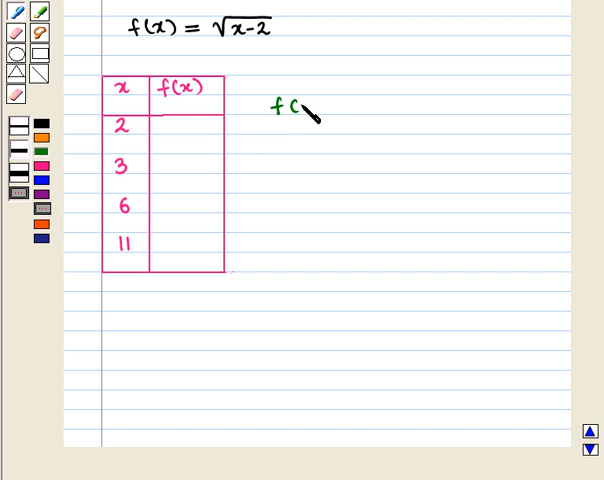 f(x) = √x-2
x f(x)
f(
2
3
6
11